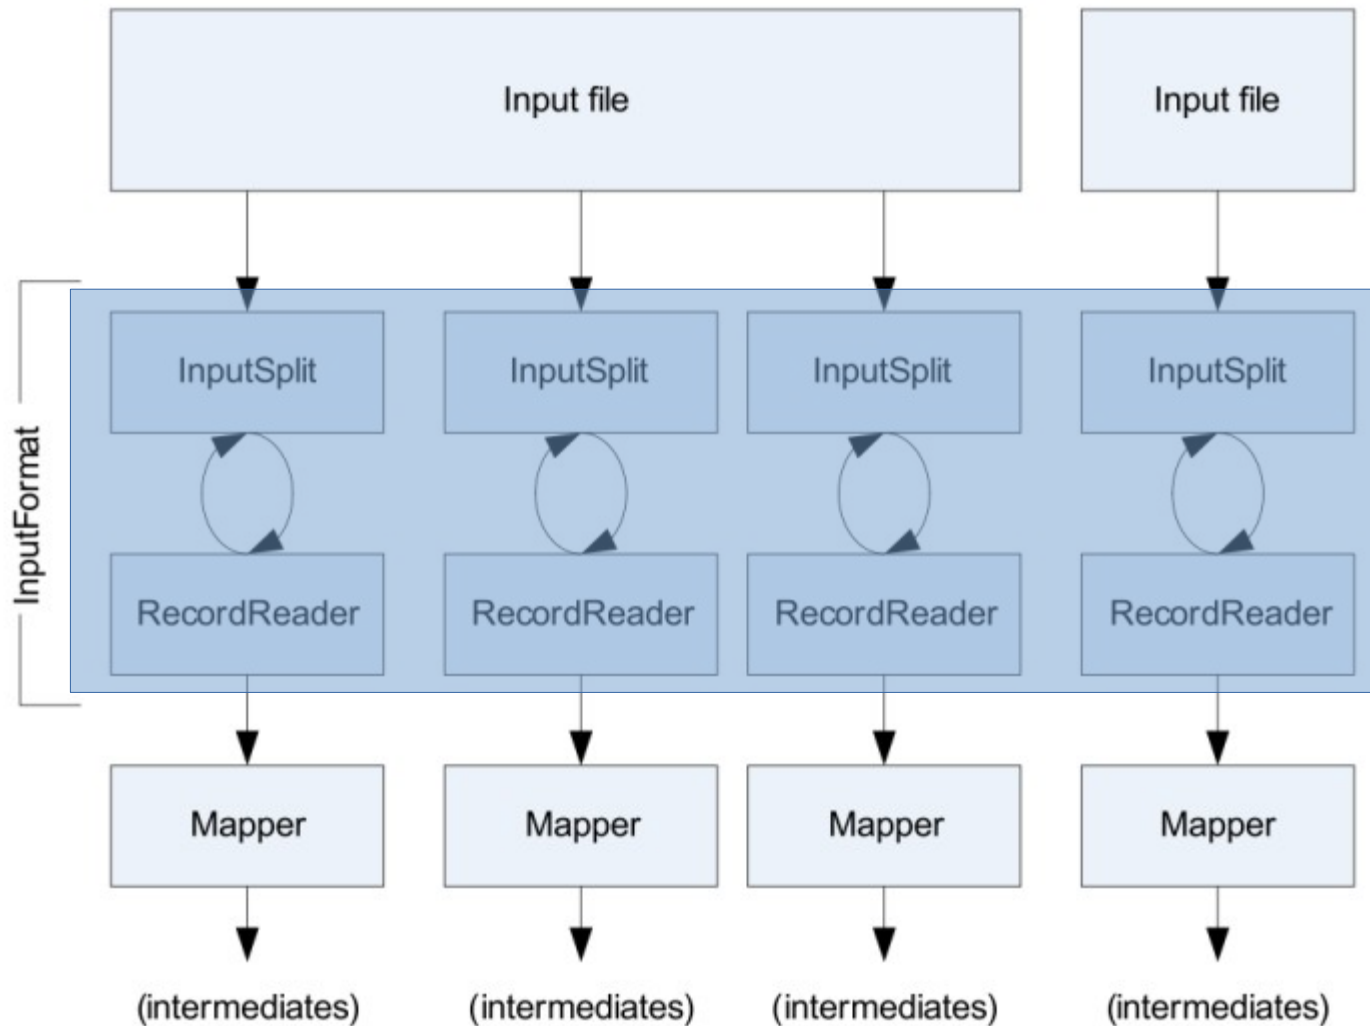 Input file
Input file
InputFormat
InputSplit
InputSplit
InputSplit
InputSplit
RecordReader
RecordReader
RecordReader
RecordReader
Mapper
Mapper
Mapper
Mapper
(intermediates)
(intermediates)
(intermediates)
(intermediates)